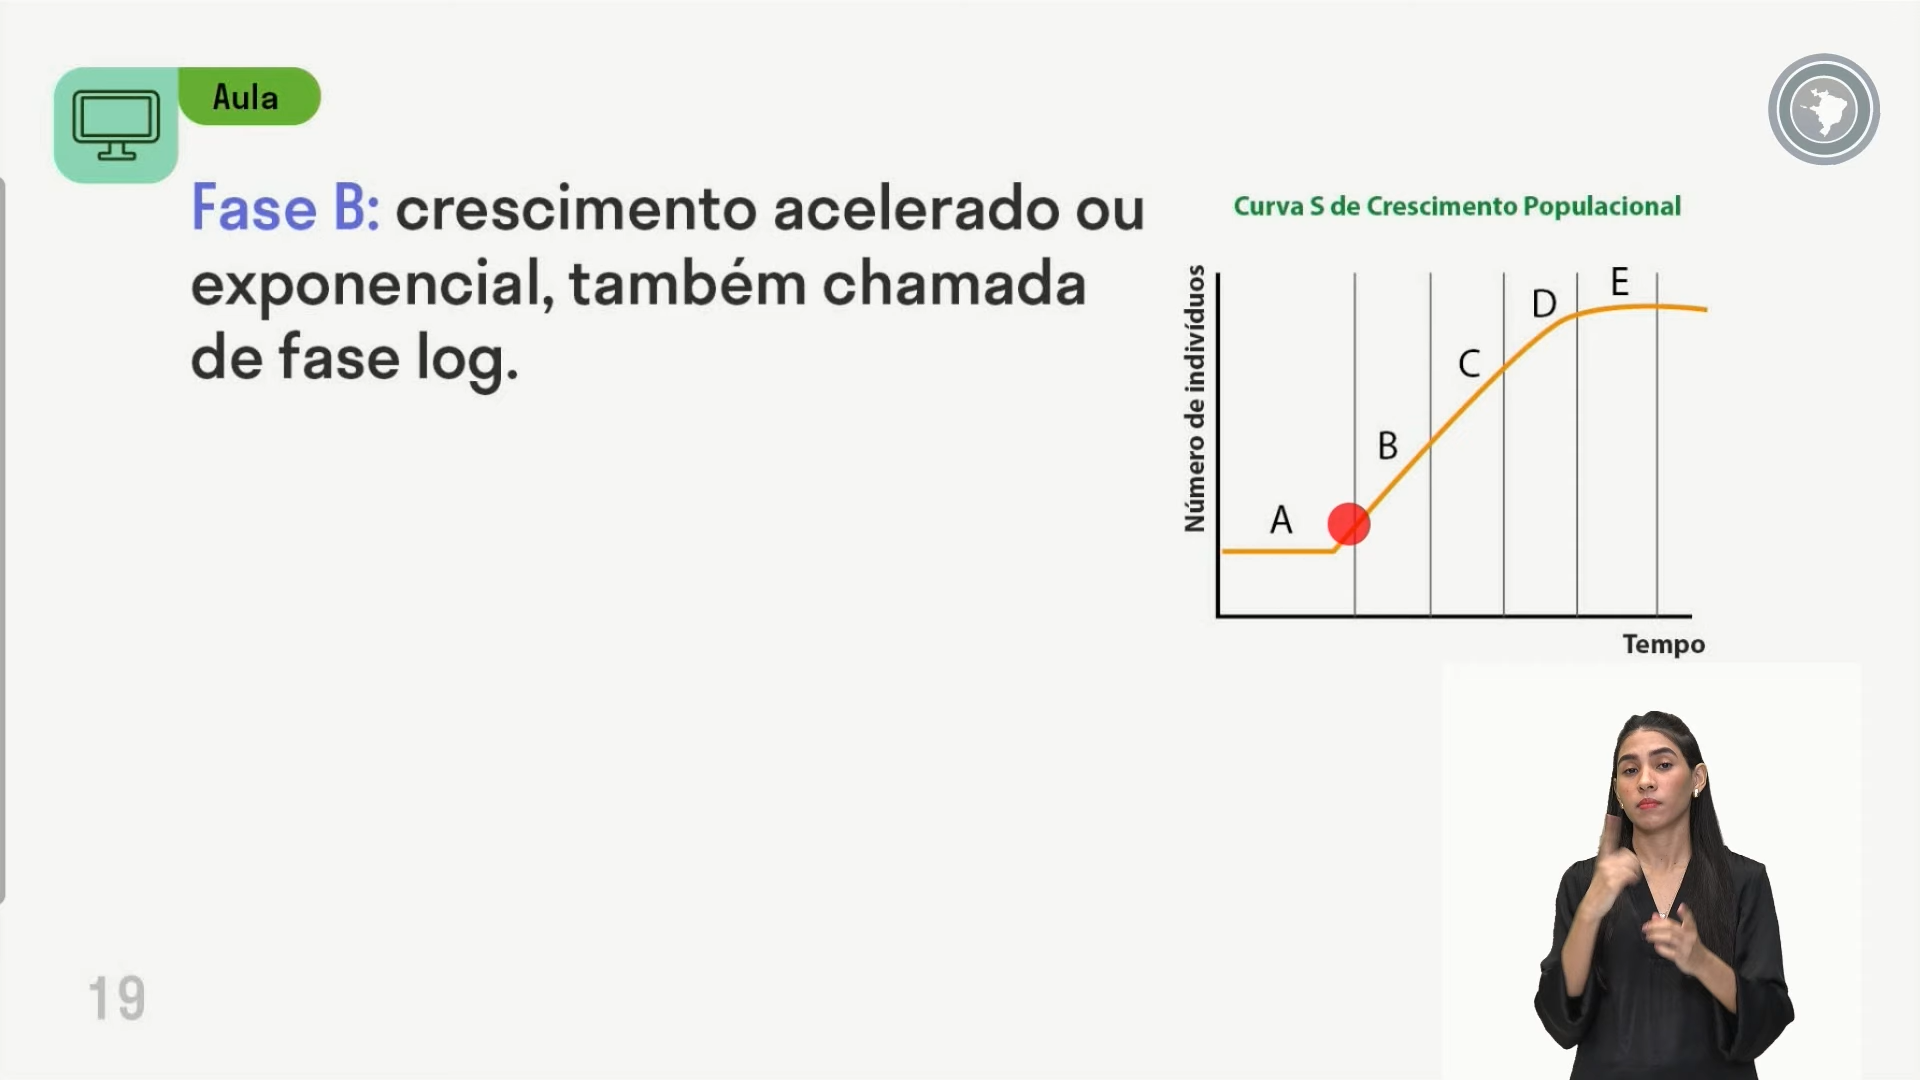 Aula
Fase B: crescimento acelerado ou
exponencial, também chamada
de fase log.
Curva S de Crescimento Populacional
Número de indivíduos
A
B
C
D
E
Tempo
19